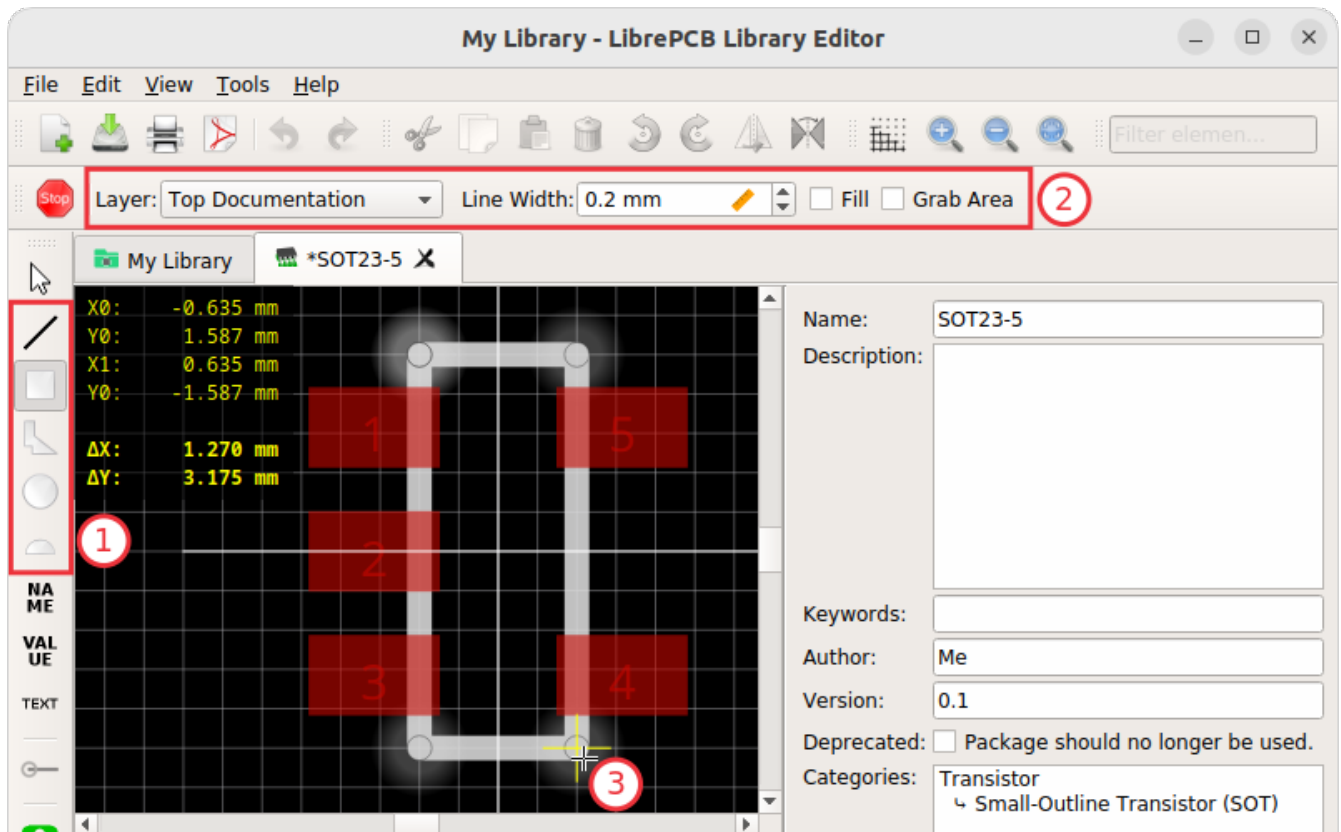 My Library - LibrePCB Library Editor
File Edit View Tools Help
Filter elemen...
Stop Layer: Top Documentation Line Width: 0.2 mm Fill Grab Area 2
My Library *SOT23-5
X0: -0.635 mm
Y0: 1.587 mm
X1: 0.635 mm
Y0: -1.587 mm
ΔX: 1.270 mm
ΔY: 3.175 mm
1 5
2
3 4
1
3
NA
ME
VAL
UE
TEXT
Name: SOT23-5
Description:
Keywords:
Author: Me
Version: 0.1
Deprecated: Package should no longer be used.
Categories: Transistor
↳ Small-Outline Transistor (SOT)